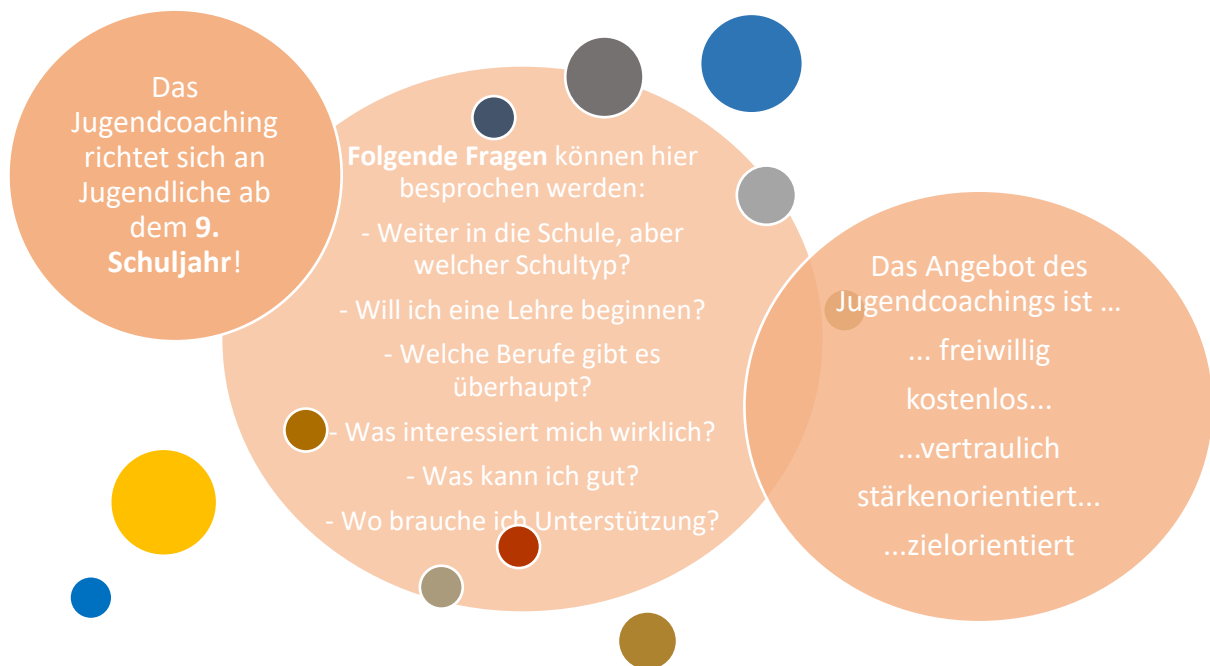 Das
Jugendcoaching
richtet sich an
Jugendliche ab
dem 9.
Schuljahr!
Folgende Fragen können hier
besprochen werden:
- Weiter in die Schule, aber
welcher Schultyp?
- Will ich eine Lehre beginnen?
- Welche Berufe gibt es
überhaupt?
- Was interessiert mich wirklich?
- Was kann ich gut?
- Wo brauche ich Unterstützung?
Das Angebot des
Jugendcoachings ist ...
... freiwillig
kostenlos...
...vertraulich
stärkenorientiert...
...zielorientiert